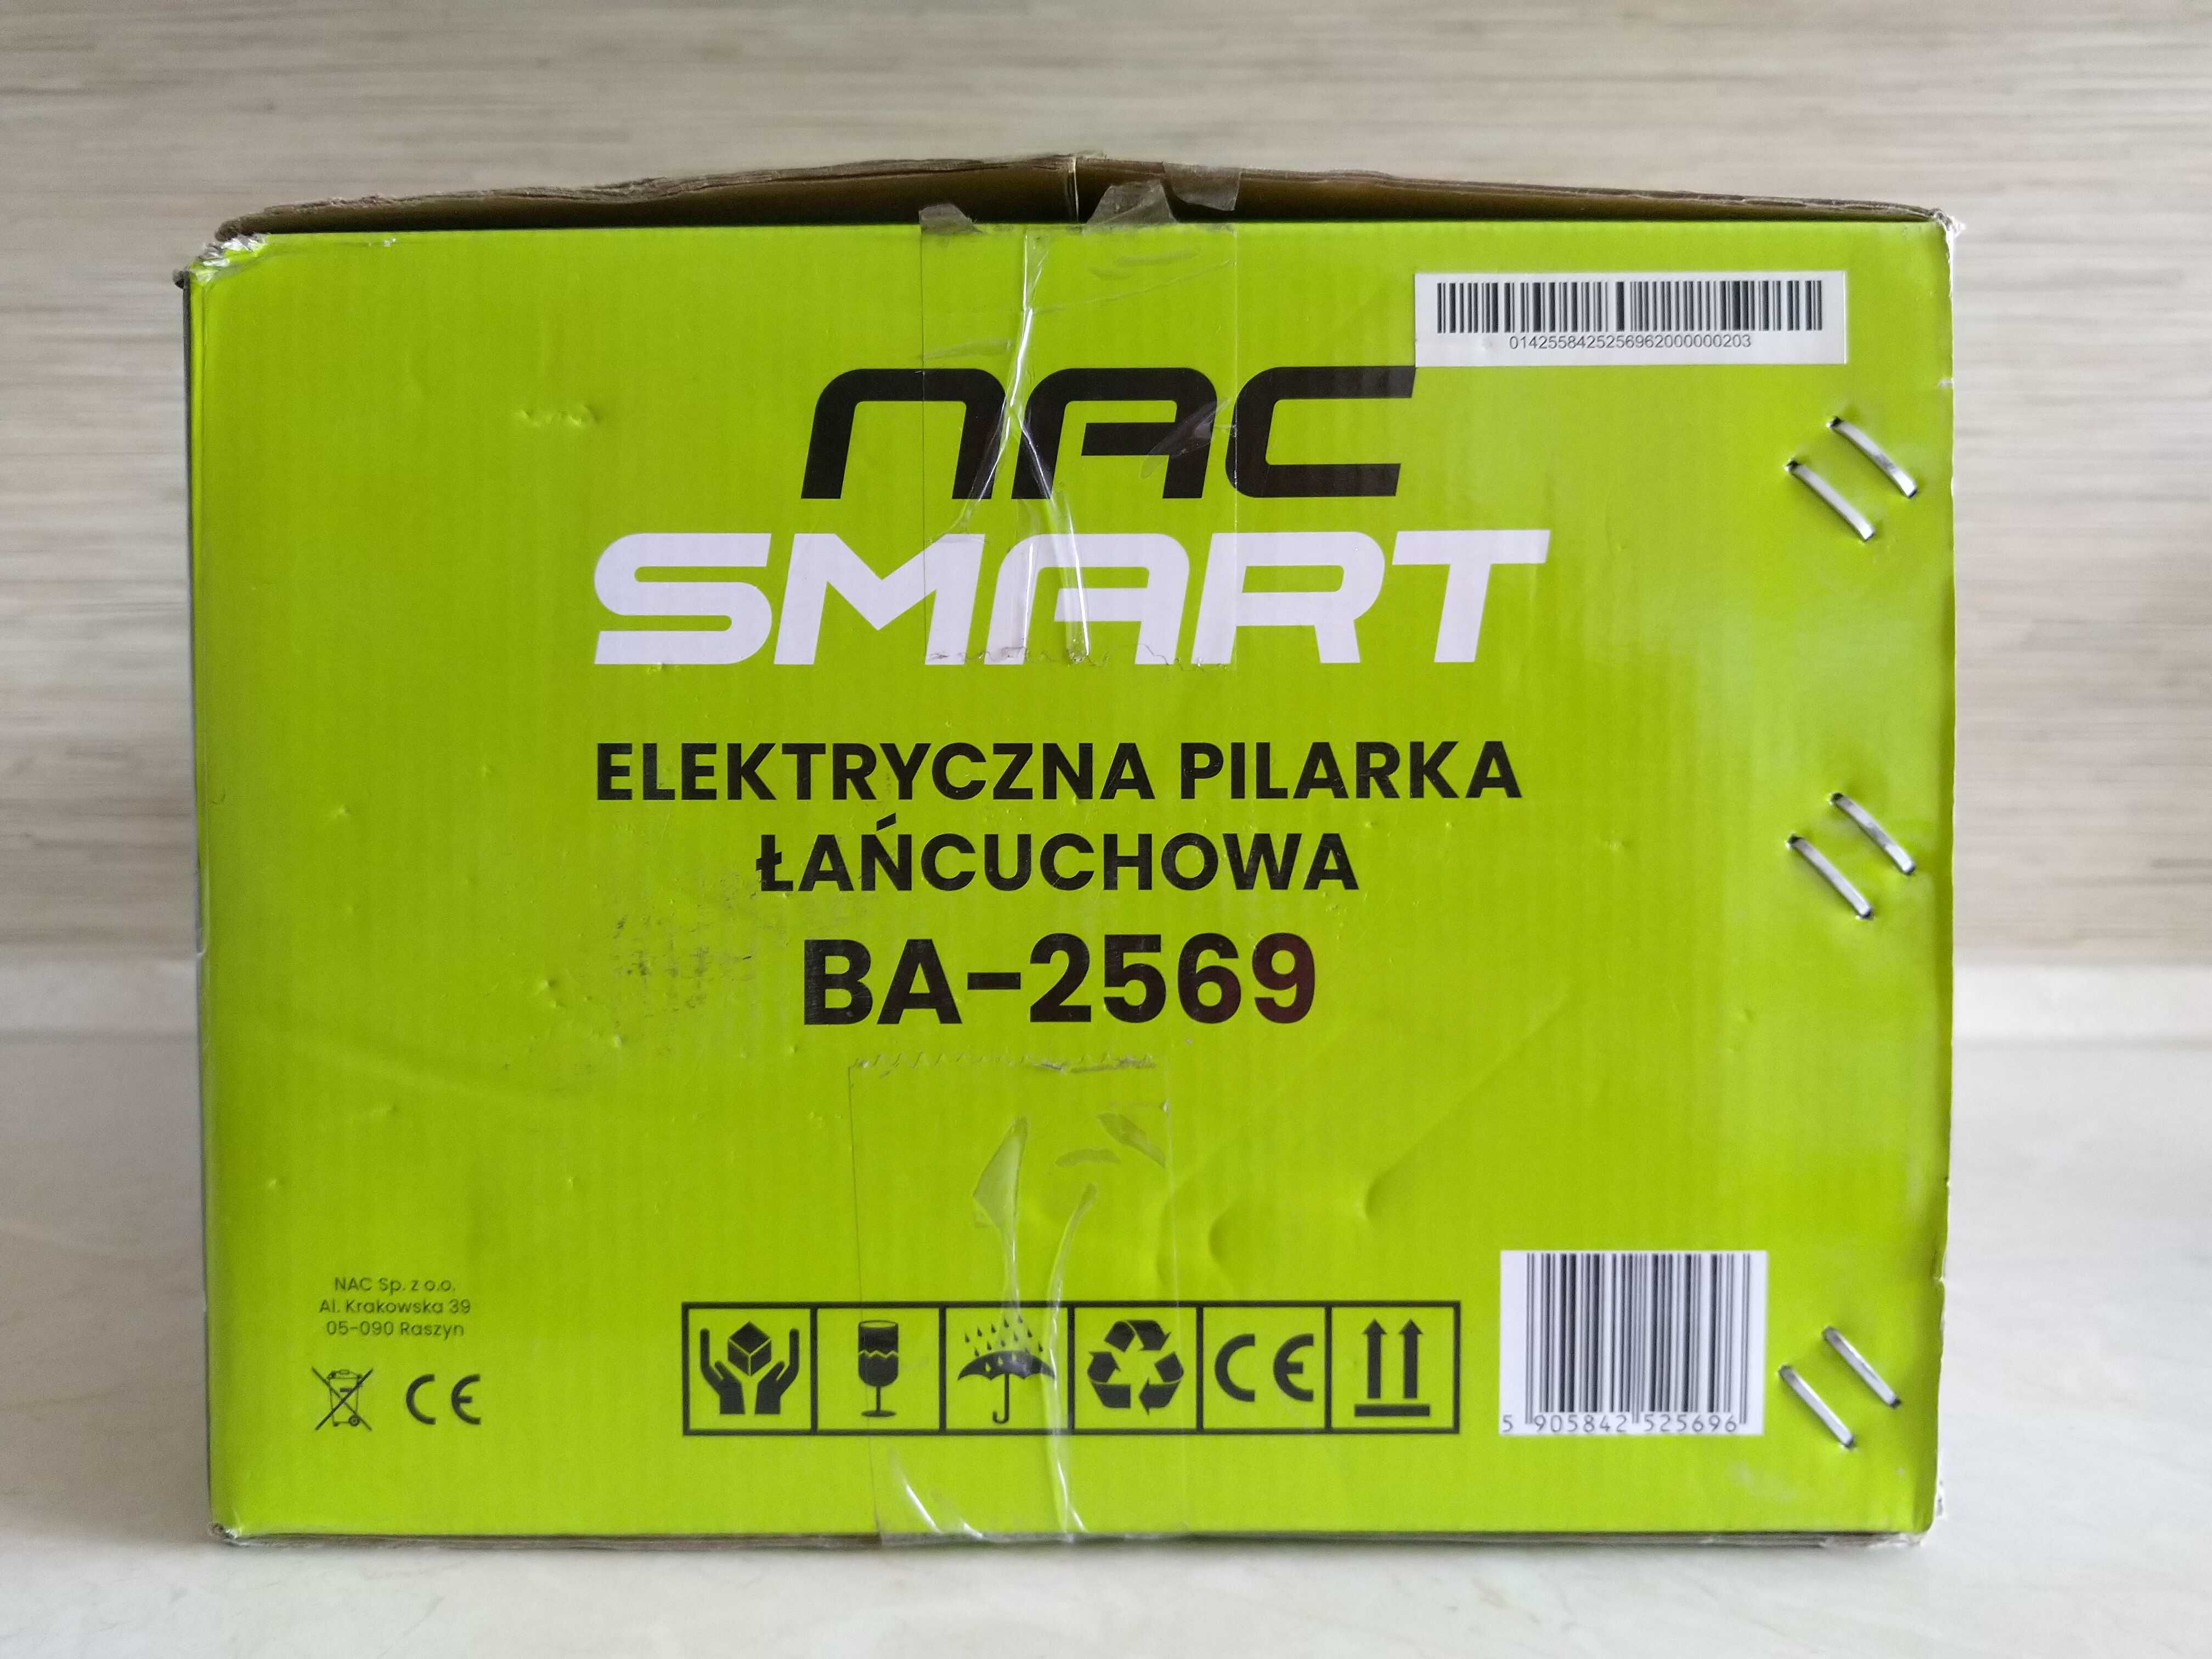 0142558425256962000000203
NAC
SMART
ELEKTRYCZNA PILARKA
ŁAŃCUCHOWA
BA-2569
NAC Sp. z o.o.
Al. Krakowska 39
05-090 Raszyn
CE
CE
5 905842 525696